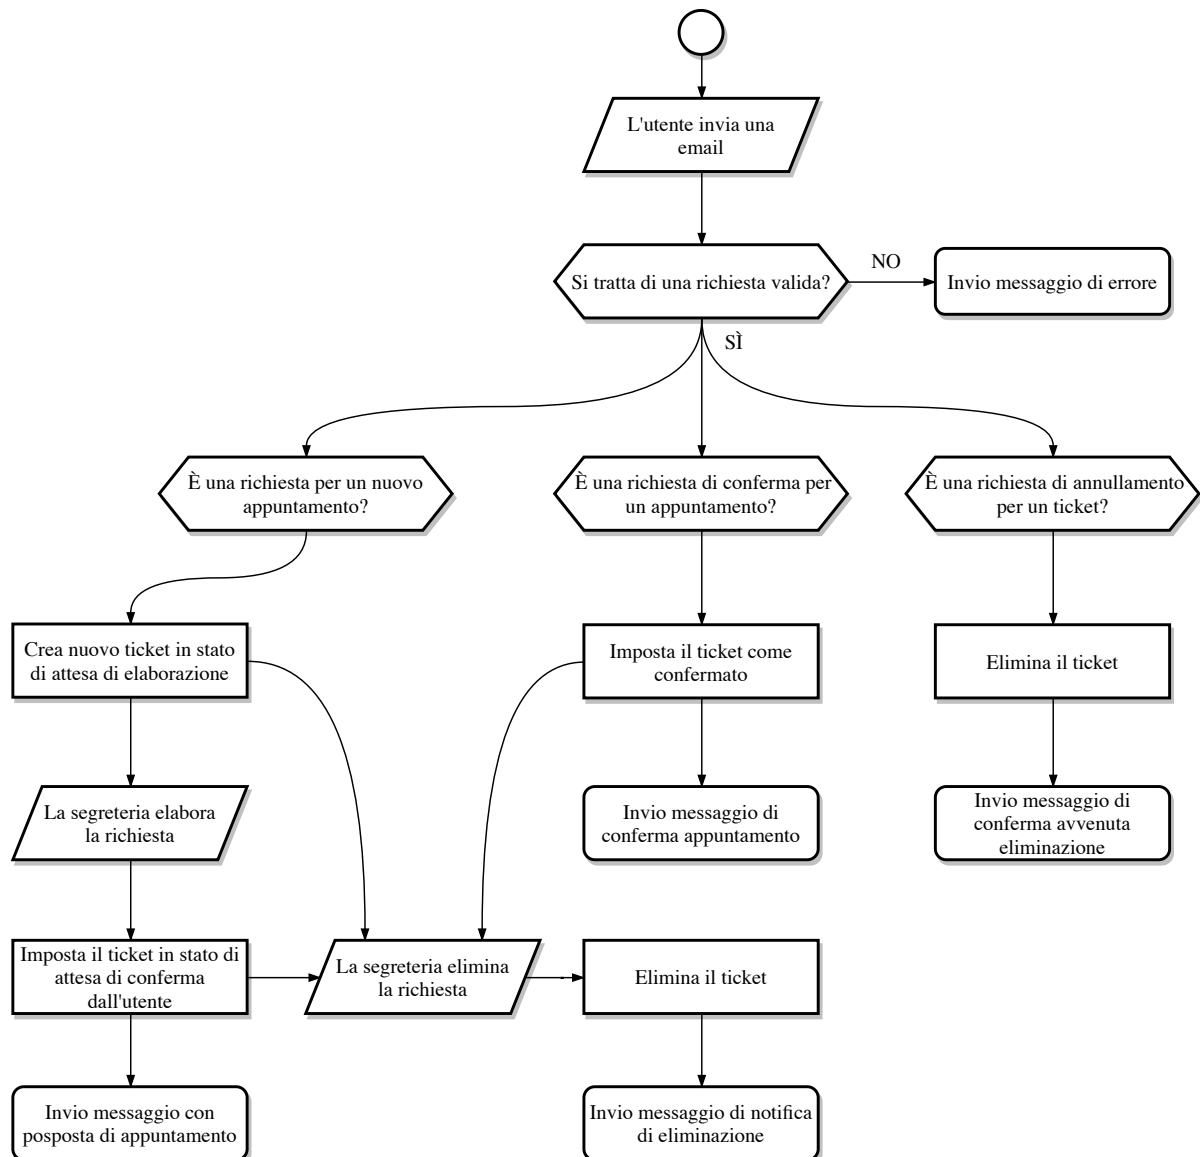 L'utente invia una
email
Si tratta di una richiesta valida?
NO
Invio messaggio di errore
SÌ
È una richiesta per un nuovo
appuntamento?
È una richiesta di conferma per
un appuntamento?
È una richiesta di annullamento
per un ticket?
Crea nuovo ticket in stato
di attesa di elaborazione
Imposta il ticket come
confermato
Elimina il ticket
La segreteria elabora
la richiesta
Invio messaggio di
conferma appuntamento
Invio messaggio di
conferma avvenuta
eliminazione
Imposta il ticket in stato di
attesa di conferma
dall'utente
La segreteria elimina
la richiesta
Elimina il ticket
Invio messaggio con
posposta di appuntamento
Invio messaggio di notifica
di eliminazione